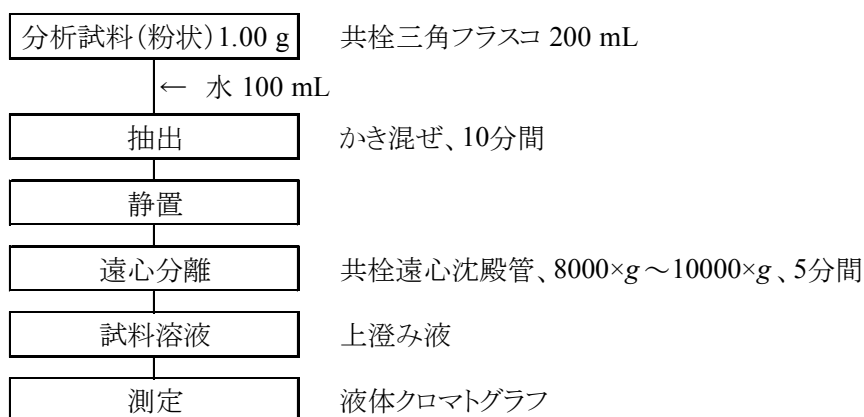 分析試料(粉状)1.00 g 共栓三角フラスコ 200 mL
← 水 100 mL
抽出 かき混ぜ、10分間
静置
遠心分離 共栓遠心沈殿管、8000×g～10000×g、5分間
試料溶液 上澄み液
測定 液体クロマトグラフ